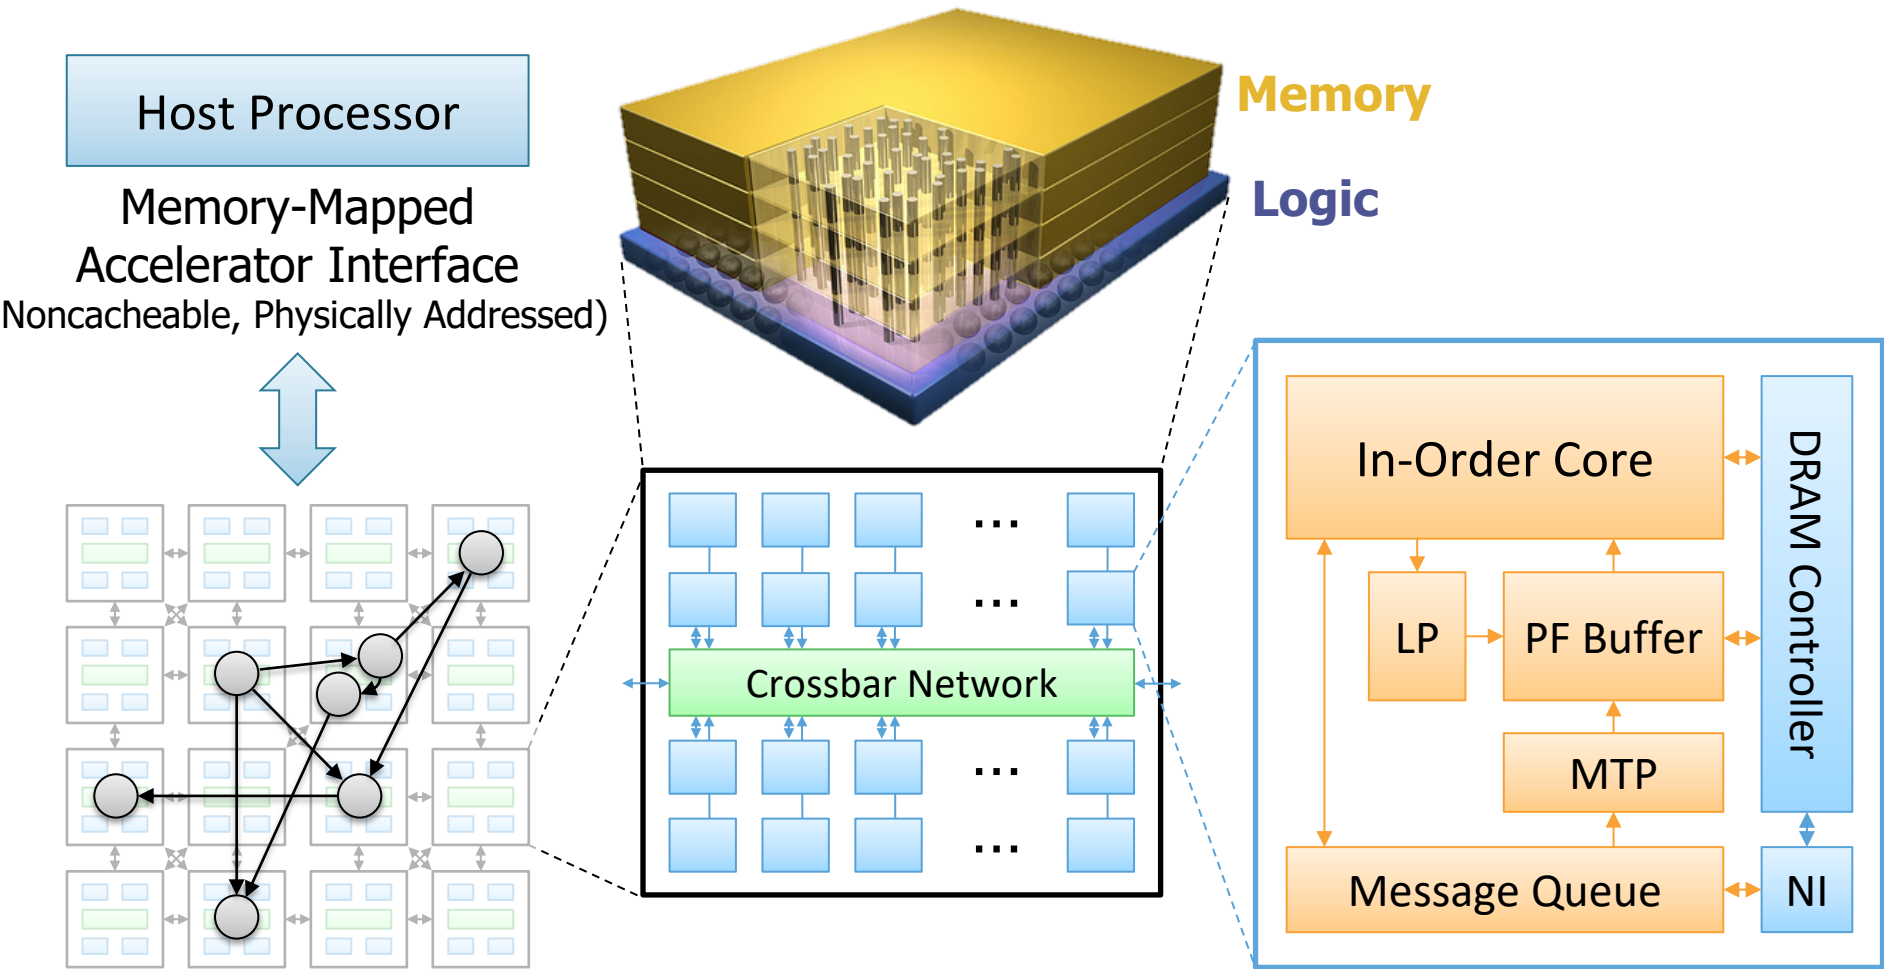 Host Processor
Memory-Mapped
Accelerator Interface
Noncacheable, Physically Addressed)
Memory
Logic
...
...
Crossbar Network
...
...
In-Order Core
DRAM Controller
LP
PF Buffer
MTP
Message Queue
NI